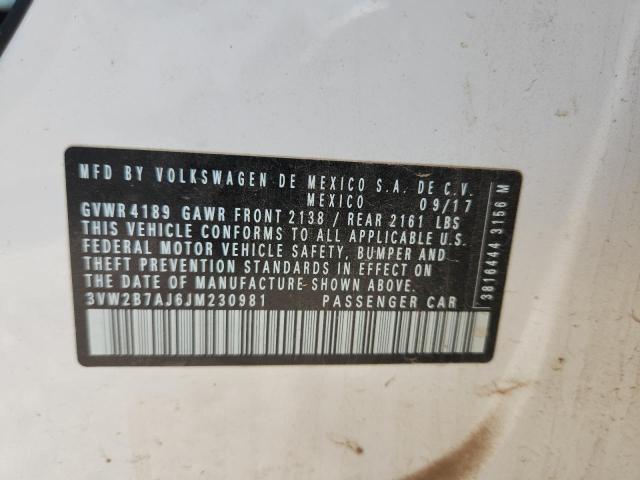 MFD BY VOLKSWAGEN DE MEXICO S.A. DE C.V.
MEXICO 09/17
GVWR 4189 GAWR FRONT 2138 / REAR 2161 LBS
THIS VEHICLE CONFORMS TO ALL APPLICABLE U.S.
FEDERAL MOTOR VEHICLE SAFETY, BUMPER AND
THEFT PREVENTION STANDARDS IN EFFECT ON
THE DATE OF MANUFACTURE SHOWN ABOVE.
3VW2B7AJ6JM230981 PASSENGER CAR
3816444 3156 M